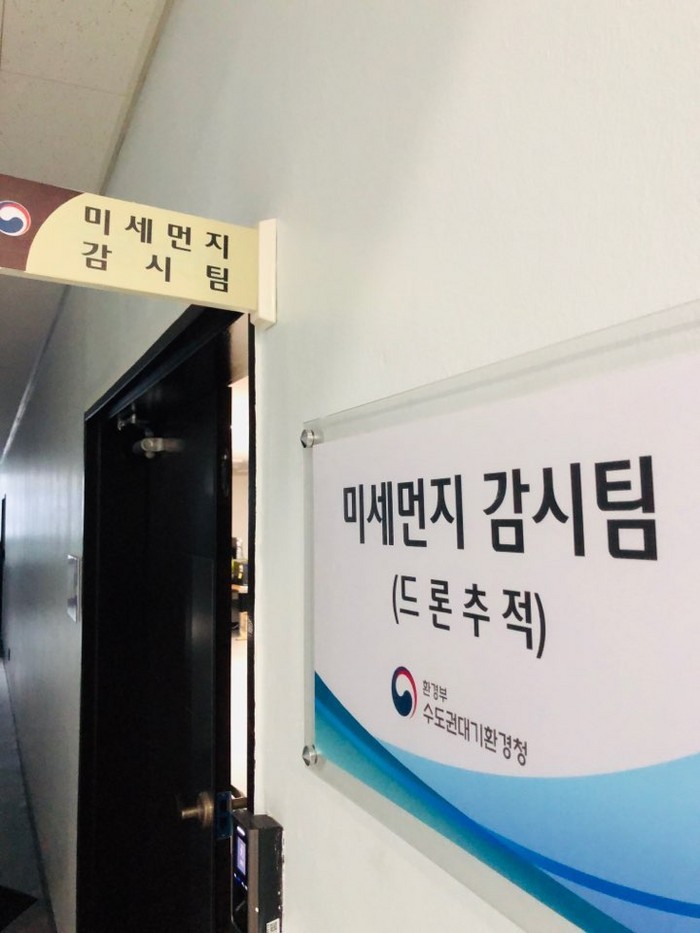 미세먼지
감시팀
미세먼지 감시팀
(드론추적)
환경부
수도권대기환경청